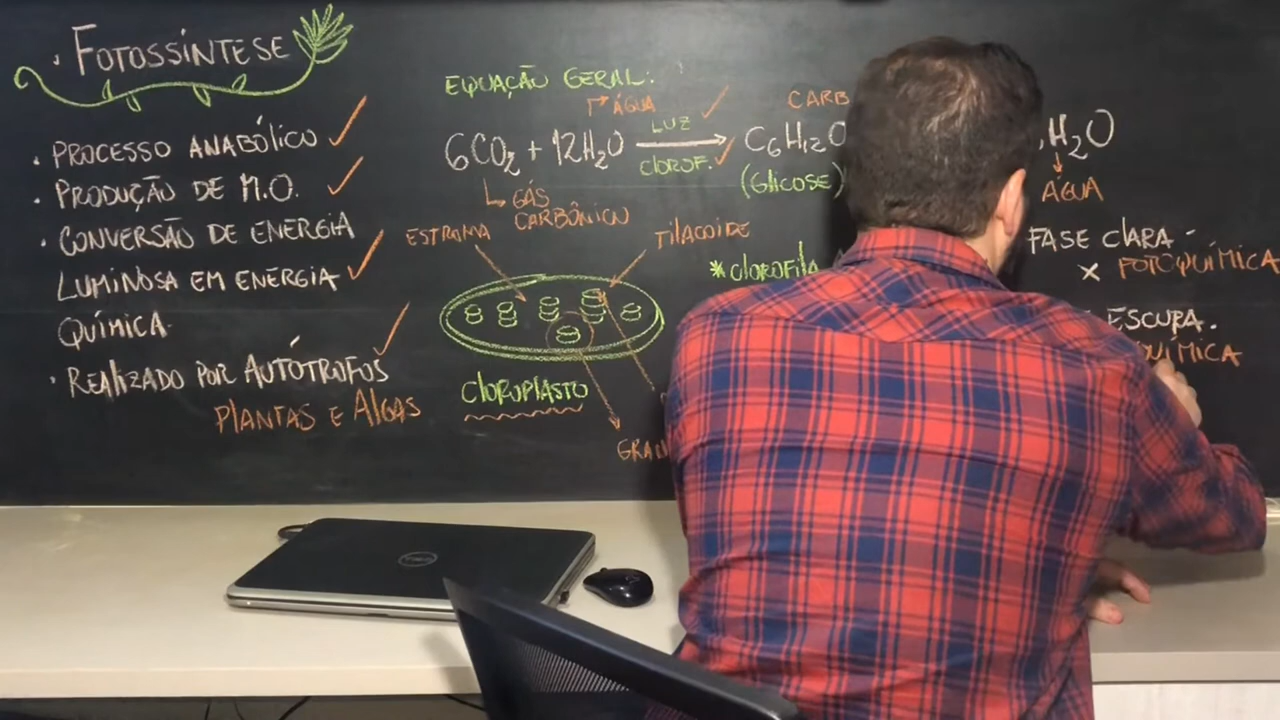 · FOTOSSÍNTESE
· PROCESSO ANABÓLICO
· PRODUÇÃO DE M.O.
· CONVERSÃO DE ENERGIA
LUMINOSA EM ENERGIA
QUÍMICA.
· REALIZADO POR AUTÓTROFOS
PLANTAS E ALGAS
EQUAÇÃO GERAL:
ÁGUA
CARB
6CO₂ + 12H₂O
LUZ
CLOROF.
C₆H₁₂O
H₂O
(GLICOSE)
GÁS
CARBÔNICO
ÁGUA
ESTROMA
TILACOIDE
*CLOROFILA
CLOROPLASTO
FASE CLARA -
X FOTOQUÍMICA
ESCURA.
QUÍMICA
DELL